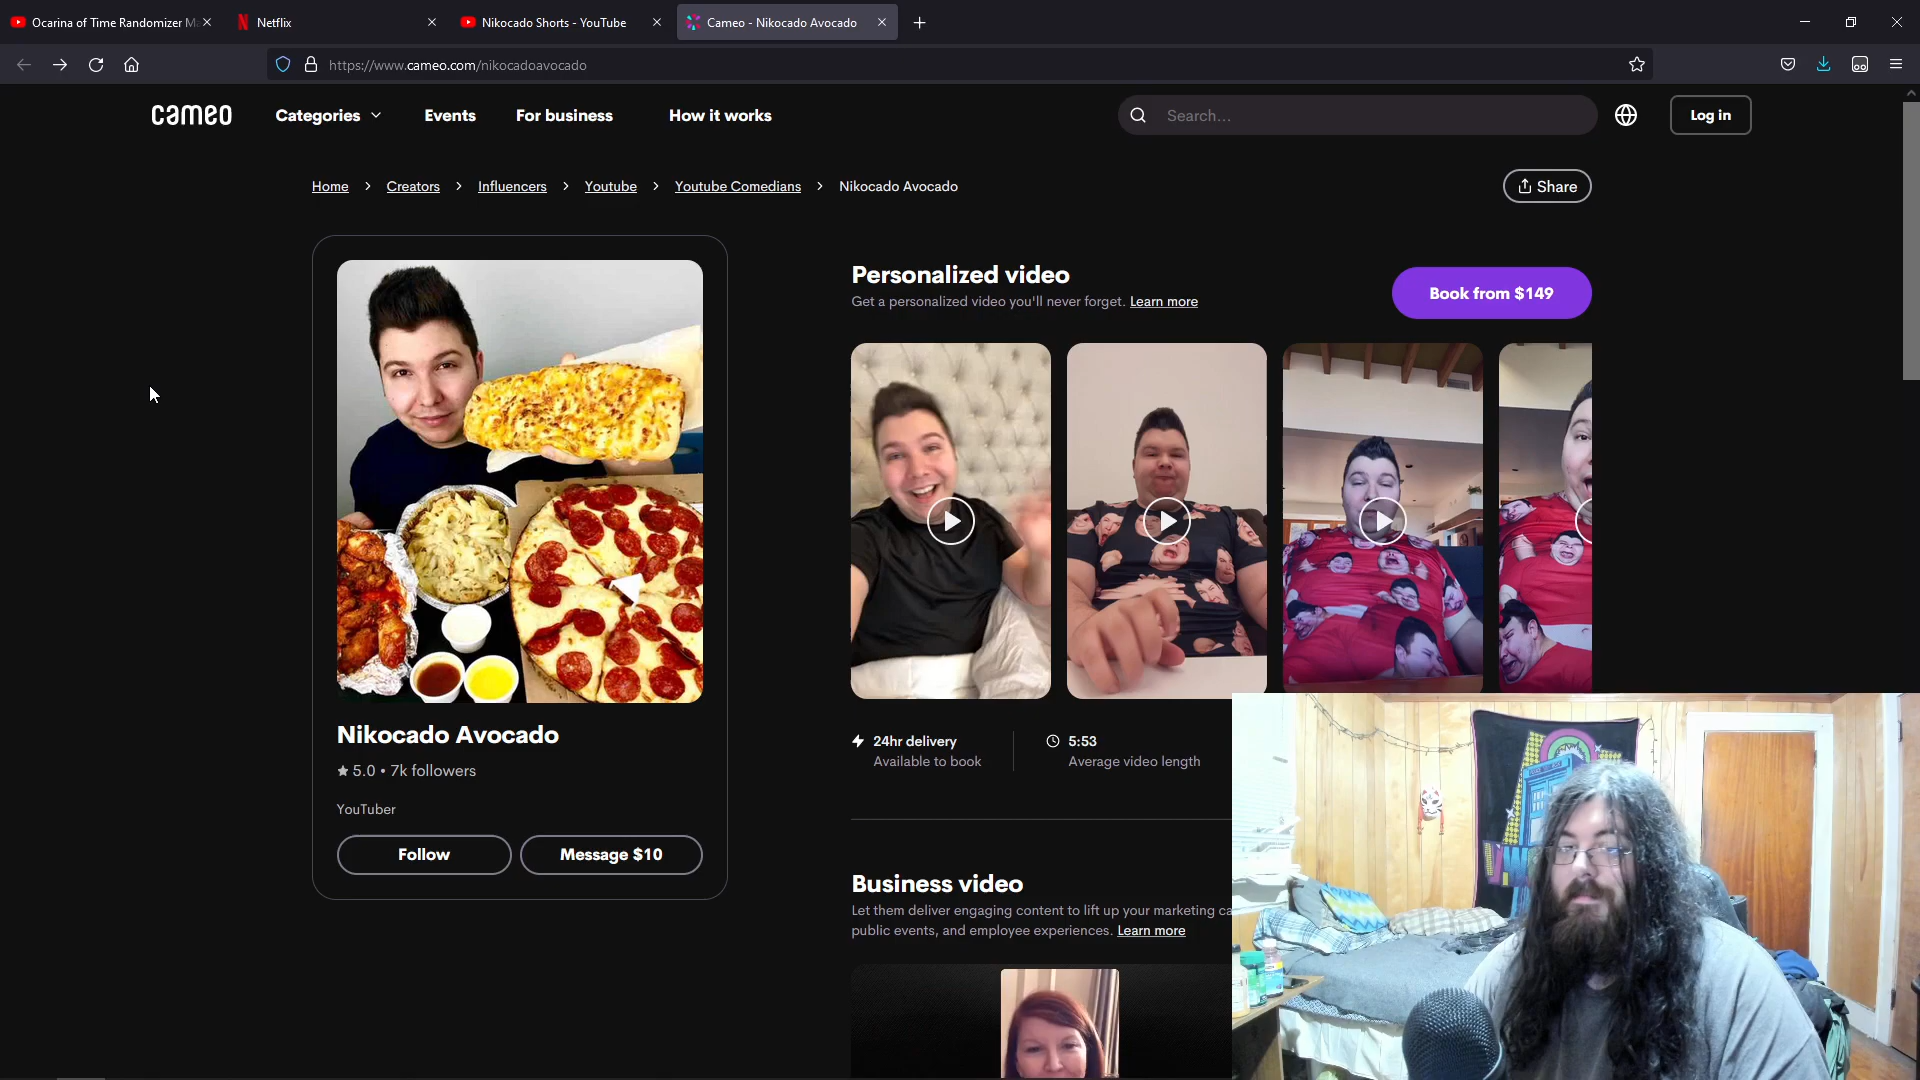 Ocarina of Time Randomizer M
Netflix
Nikocado Shorts - YouTube
Cameo - Nikocado Avocado
https://www.cameo.com/nikocadoavocado
cameo
Categories
Events
For business
How it works
Search...
Log in
Home
Creators
Influencers
Youtube
Youtube Comedians
Nikocado Avocado
Share
Personalized video
Get a personalized video you'll never forget. Learn more
Book from $149
Nikocado Avocado
5.0 • 7k followers
YouTuber
Follow
Message $10
24hr delivery
Available to book
5:53
Average video length
Business video
Let them deliver engaging content to lift up your marketing ca
public events, and employee experiences. Learn more